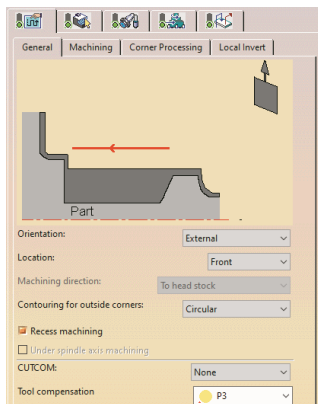 General Machining Corner Processing Local Invert
Part
Orientation: External
Location: Front
Machining direction: To head stock
Contouring for outside corners: Circular
Recess machining
Under spindle axis machining
CUTCOM: None
Tool compensation P3